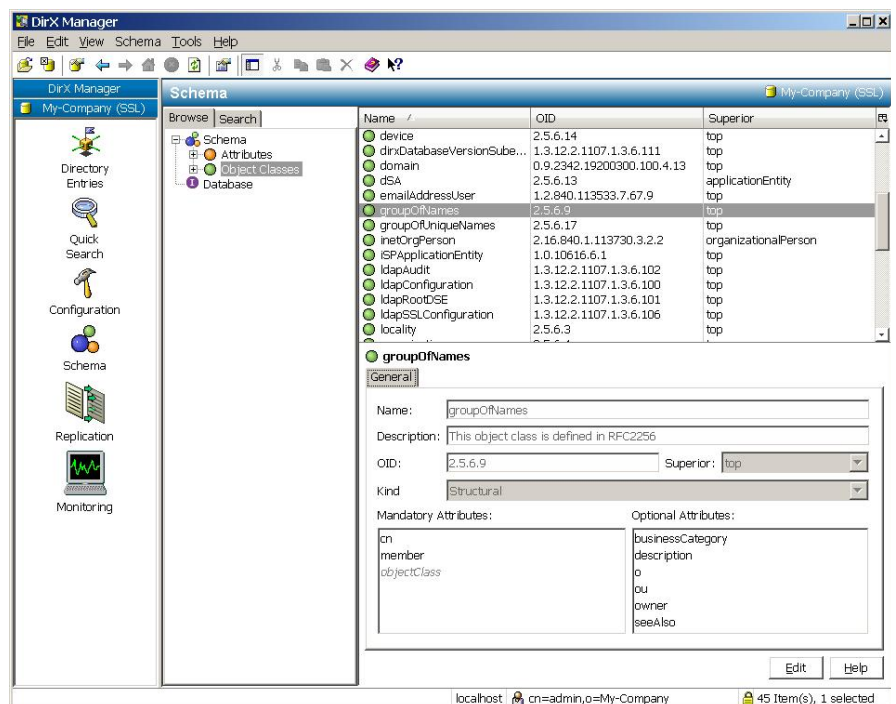 DirX Manager
File Edit View Schema Tools Help
DirX Manager
My-Company (SSL)
Directory
Entries
Quick
Search
Configuration
Schema
Replication
Monitoring
Schema
My-Company (SSL)
Browse Search
Schema
Attributes
Object Classes
Database
Name OID Superior
device 2.5.6.14 top
dirxDatabaseVersionSube... 1.3.12.2.1107.1.3.6.111 top
domain 0.9.2342.19200300.100.4.13 top
dSA 2.5.6.13 applicationEntity
emailAddressUser 1.2.840.113533.7.67.9 top
groupOfNames 2.5.6.9 top
groupOfUniqueNames 2.5.6.17 top
inetOrgPerson 2.16.840.1.113730.3.2.2 organizationalPerson
iSPApplicationEntity 1.0.10616.6.1 top
ldapAudit 1.3.12.2.1107.1.3.6.102 top
ldapConfiguration 1.3.12.2.1107.1.3.6.100 top
ldapRootDSE 1.3.12.2.1107.1.3.6.101 top
ldapSSLConfiguration 1.3.12.2.1107.1.3.6.106 top
locality 2.5.6.3 top
groupOfNames
General
Name: groupOfNames
Description: This object class is defined in RFC2256
OID: 2.5.6.9 Superior: top
Kind Structural
Mandatory Attributes: Optional Attributes:
cn
member
objectClass
businessCategory
description
o
ou
owner
seeAlso
Edit Help
localhost cn=admin,o=My-Company 45 Item(s), 1 selected